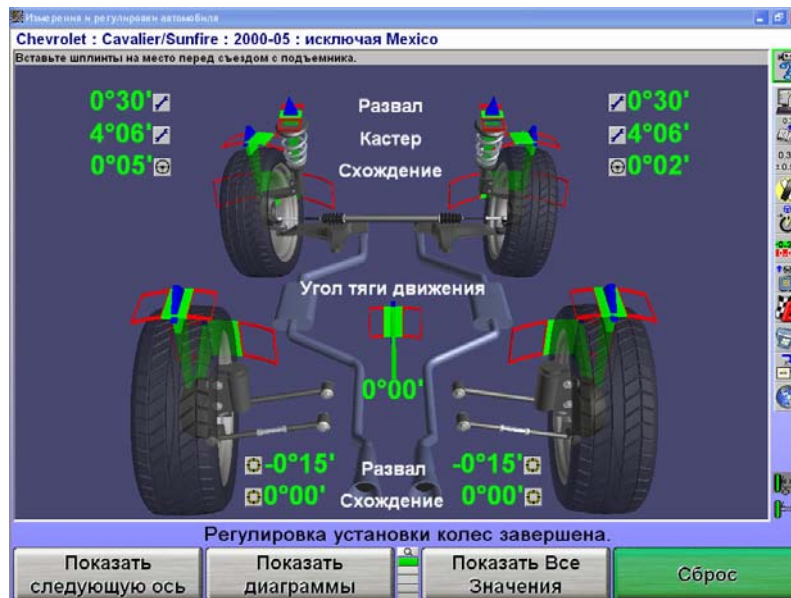 Измерения и регулировки автомобиля
Chevrolet : Cavalier/Sunfire : 2000-05 : исключая Mexico
Вставьте шплинты на место перед съездом с подъемника.
0°30' Развал 0°30'
4°06' Кастер 4°06'
0°05' Схождение 0°02'
Угол тяги движения
0°00'
-0°15' Развал -0°15'
0°00' Схождение 0°00'
Регулировка установки колес завершена.
Показать следующую ось
Показать диаграммы
Показать Все Значения
Сброс